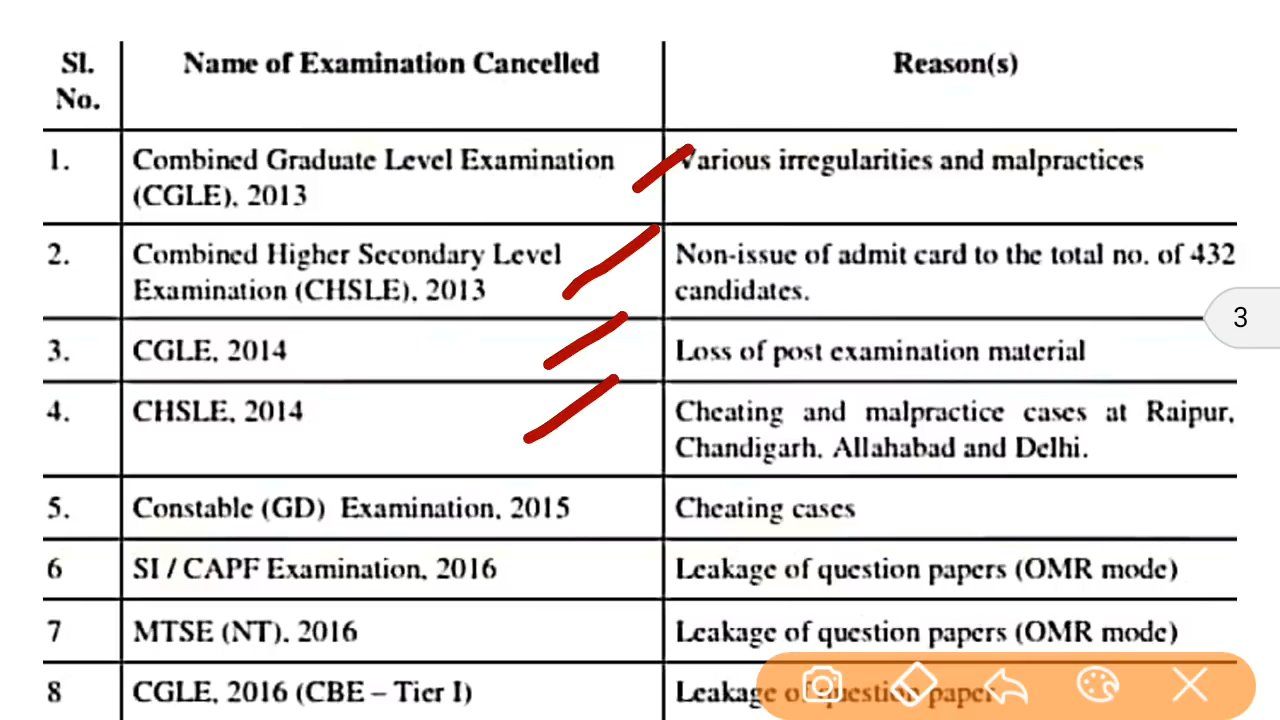 Sl. No.
Name of Examination Cancelled
Reason(s)
1.
Combined Graduate Level Examination
(CGLE), 2013
Various irregularities and malpractices
2.
Combined Higher Secondary Level
Examination (CHSLE), 2013
Non-issue of admit card to the total no. of 432
candidates.
3.
CGLE, 2014
Loss of post examination material
4.
CHSLE, 2014
Cheating and malpractice cases at Raipur,
Chandigarh, Allahabad and Delhi.
5.
Constable (GD) Examination, 2015
Cheating cases
6
SI / CAPF Examination, 2016
Leakage of question papers (OMR mode)
7
MTSE (NT), 2016
Leakage of question papers (OMR mode)
8
CGLE, 2016 (CBE – Tier I)
Leakage of question paper
3